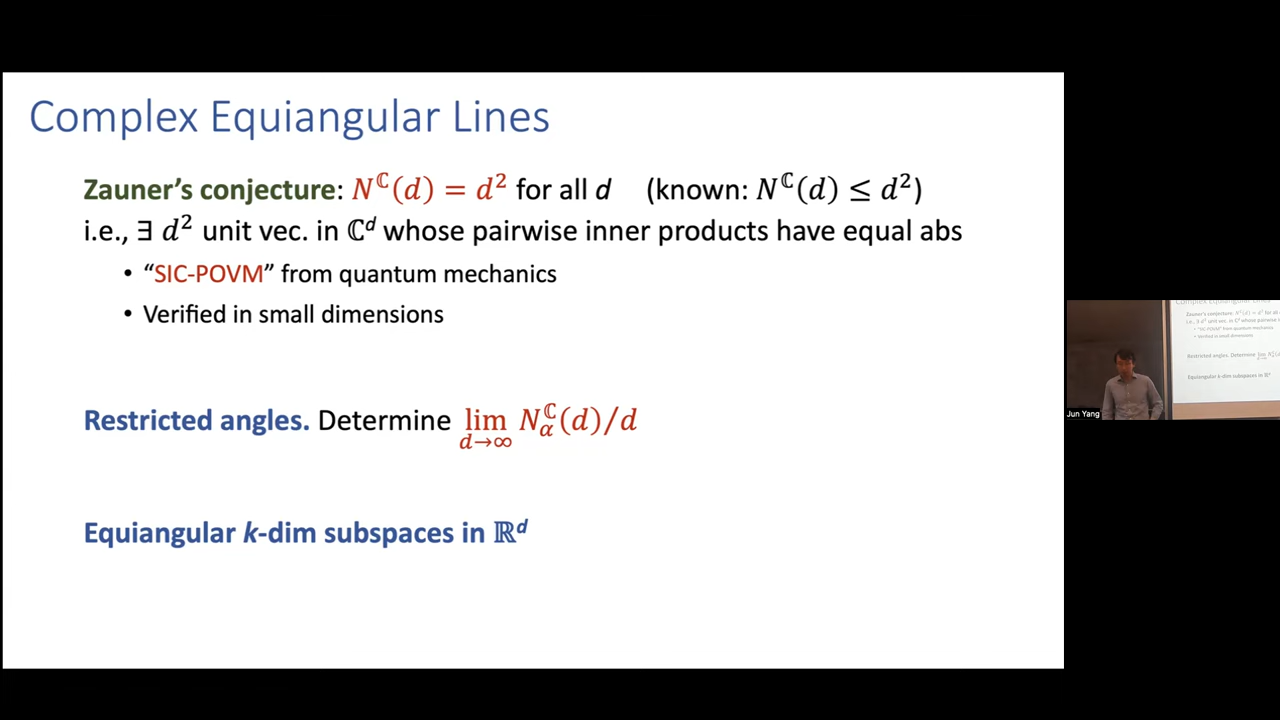 Complex Equiangular Lines
Zauner's conjecture: 𝑁^ℂ(𝑑) = 𝑑² for all d (known: 𝑁^ℂ(𝑑) ≤ 𝑑²)
i.e., ∃ 𝑑² unit vec. in ℂ^d whose pairwise inner products have equal abs
• “SIC-POVM” from quantum mechanics
• Verified in small dimensions
Restricted angles. Determine lim_{𝑑→∞} 𝑁_α^ℂ(𝑑)/𝑑
Equiangular k-dim subspaces in ℝ^d
Jun Yang